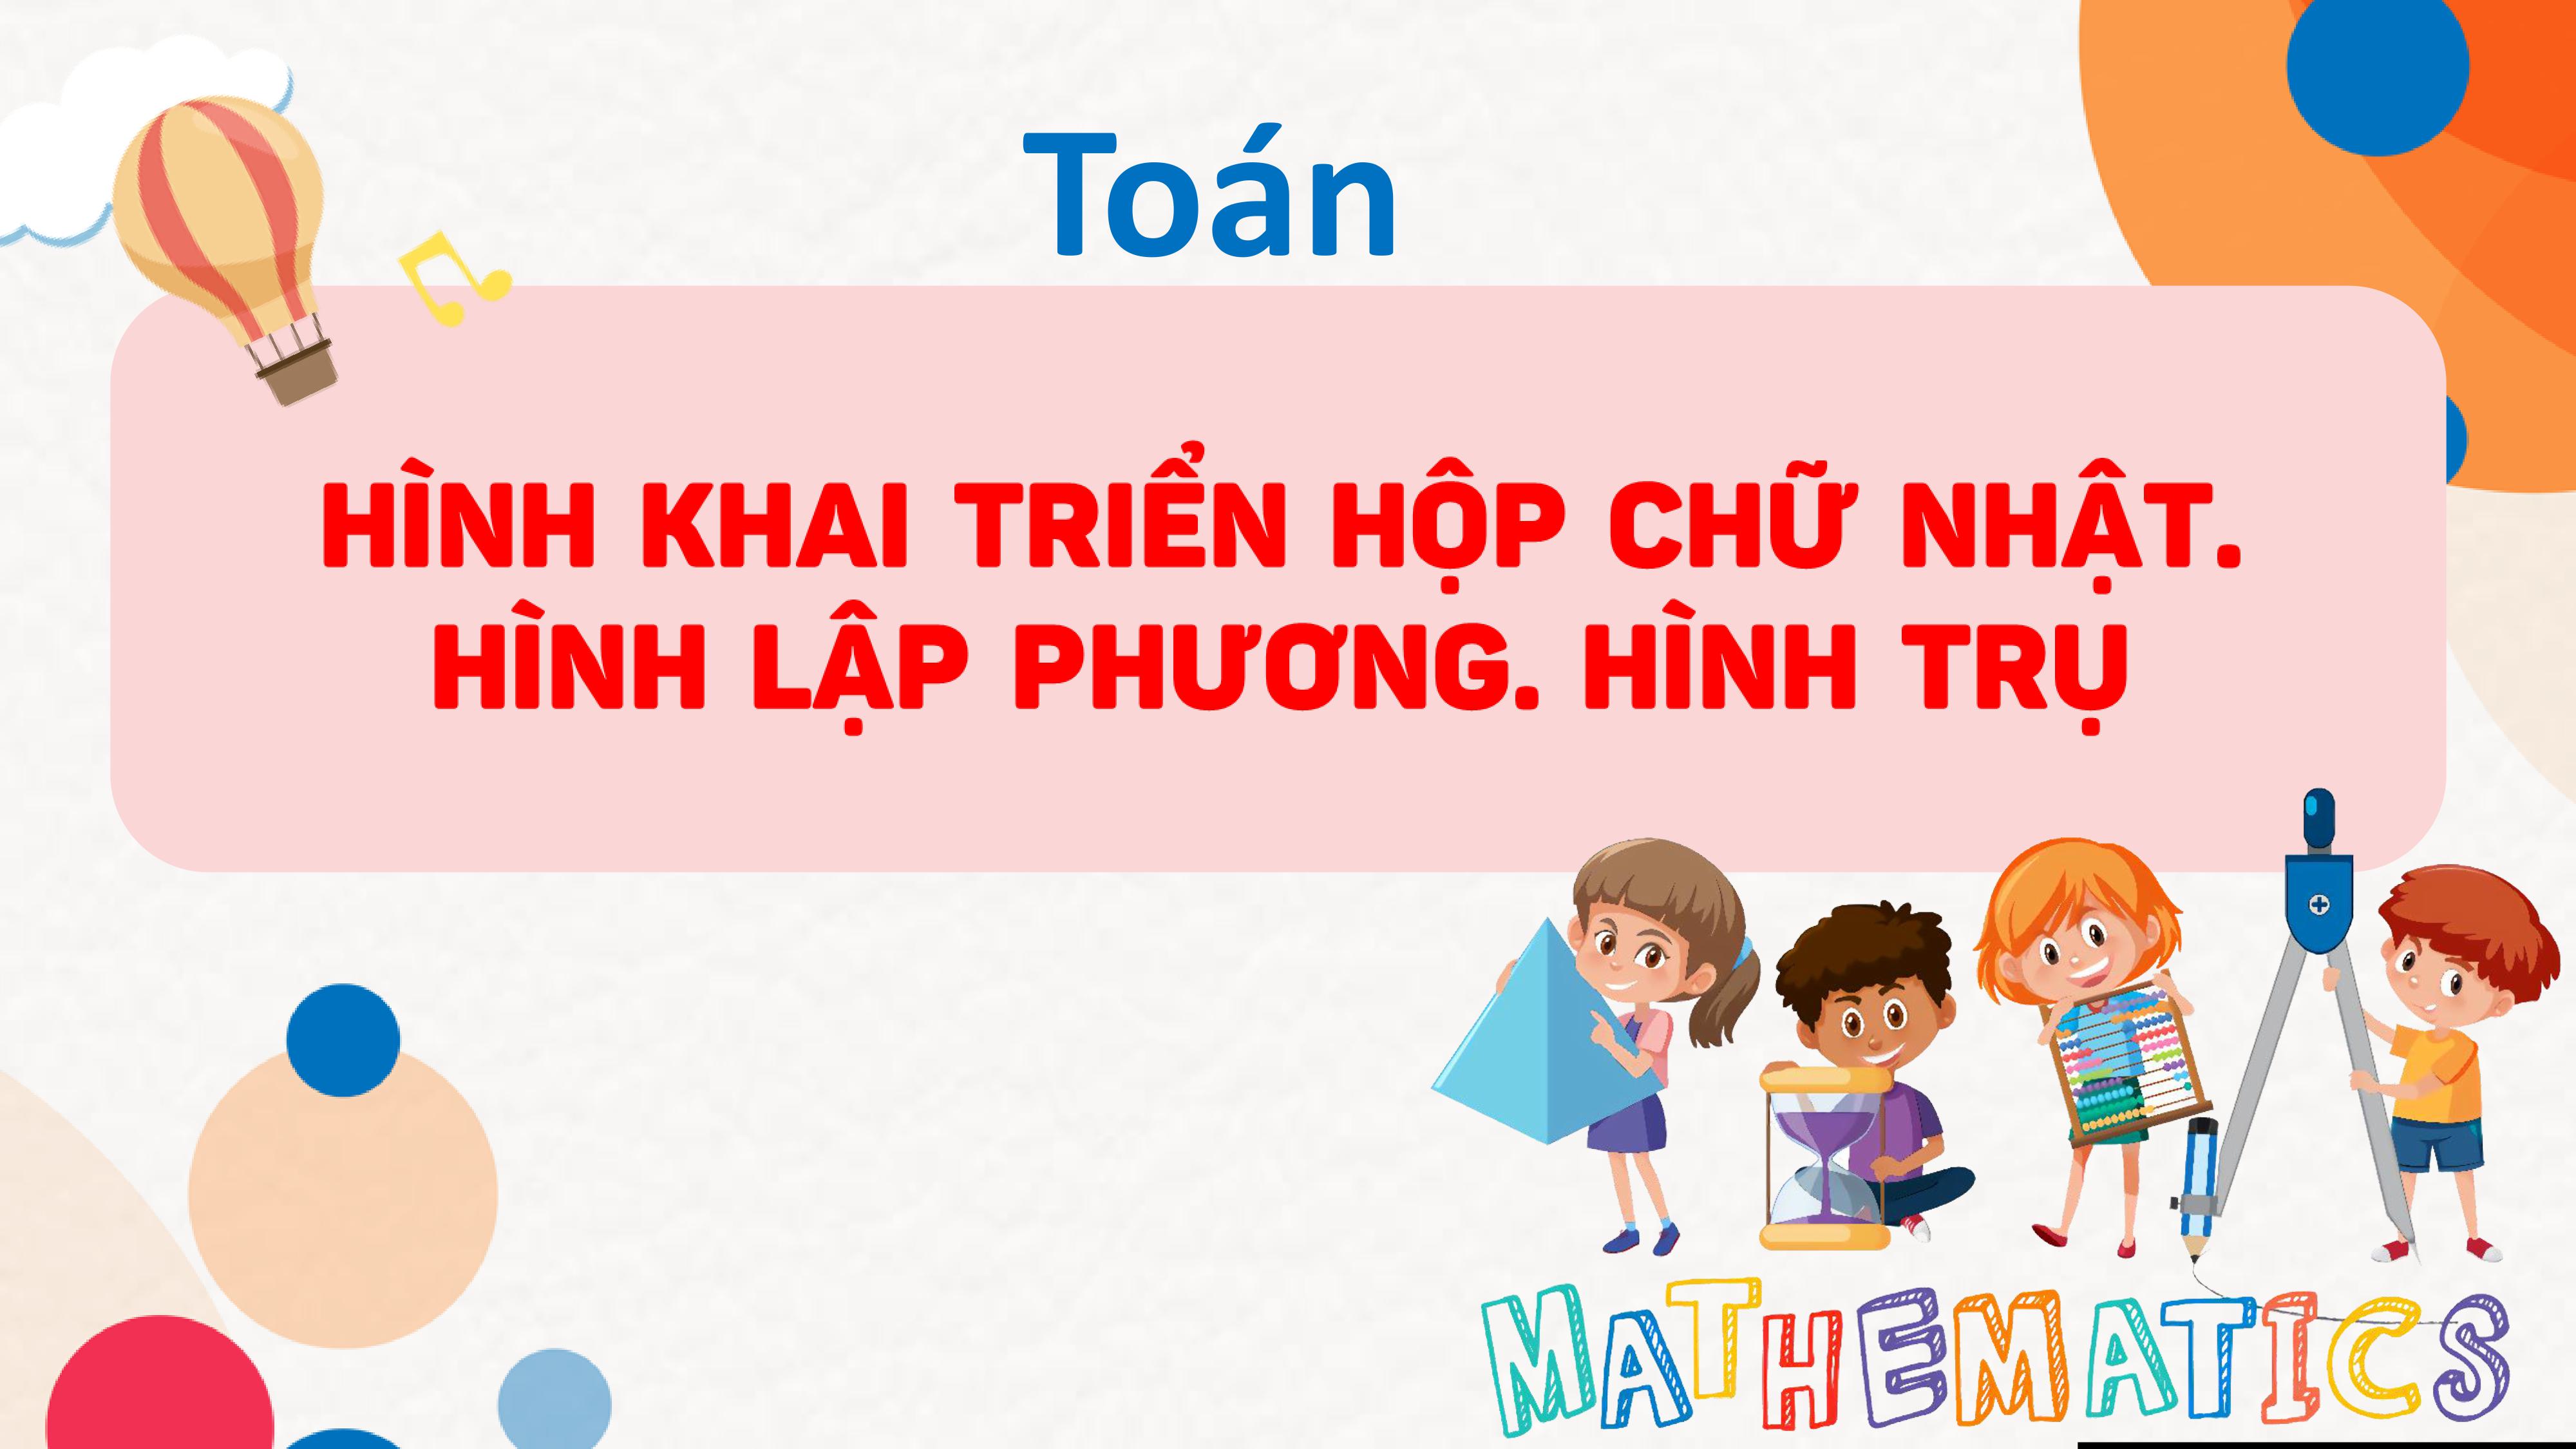 Toán
HÌNH KHAI TRIỂN HỘP CHỮ NHẬT.
HÌNH LẬP PHƯƠNG. HÌNH TRỤ
MATHEMATICS